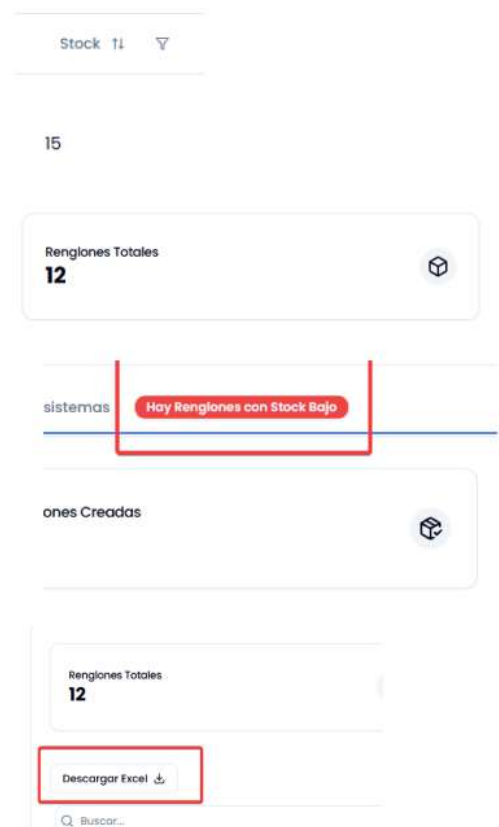 Stock
15
Renglones Totales
12
sistemas Hay Renglones con Stock Bajo
ones Creadas
Renglones Totales
12
Descargar Excel
Buscar...